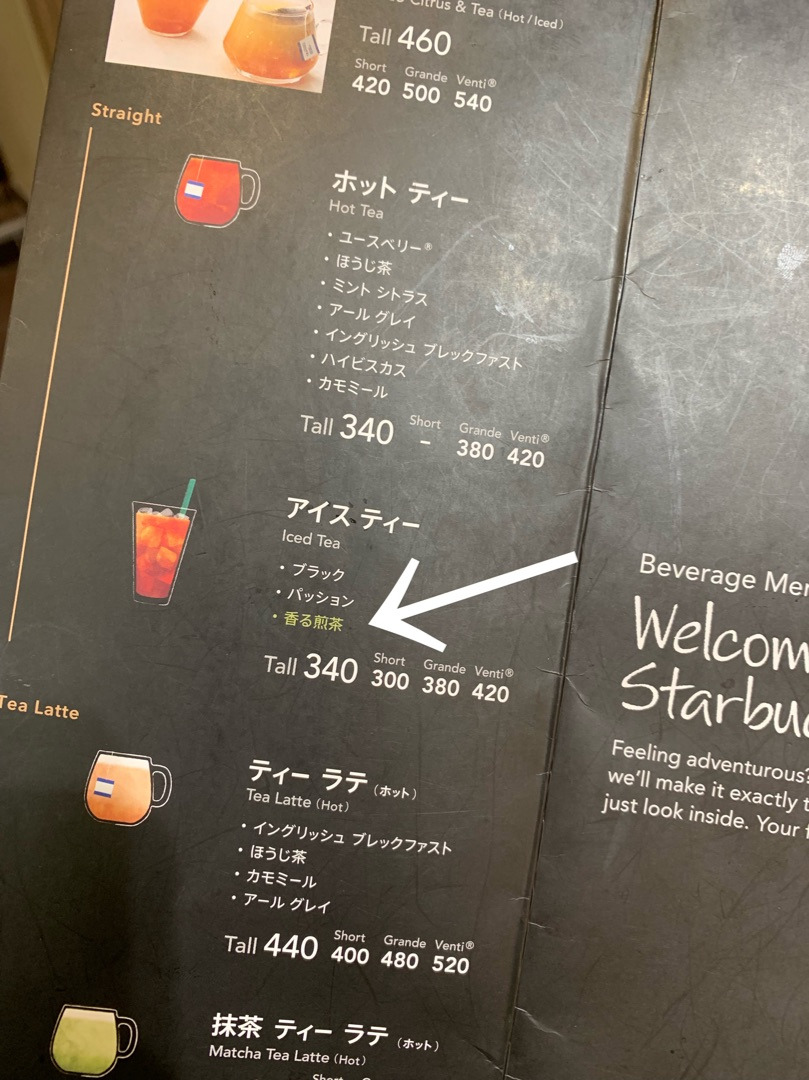 Citrus & Tea (Hot / Iced)
Tall 460
Short Grande Venti®
420 500 540
Straight
ホット ティー
Hot Tea
・ユースベリー®
・ほうじ茶
・ミント シトラス
・アール グレイ
・イングリッシュ ブレックファスト
・ハイビスカス
・カモミール
Tall 340
Short Grande Venti®
– 380 420
アイス ティー
Iced Tea
・ブラック
・パッション
・香る煎茶
Tall 340
Short Grande Venti®
300 380 420
Tea Latte
ティー ラテ (ホット)
Tea Latte (Hot)
・イングリッシュ ブレックファスト
・ほうじ茶
・カモミール
・アール グレイ
Tall 440
Short Grande Venti®
400 480 520
抹茶 ティー ラテ (ホット)
Matcha Tea Latte (Hot)
Short
Beverage Me
Welcom
Starbu
Feeling adventurous?
we'll make it exactly t
just look inside. Your f